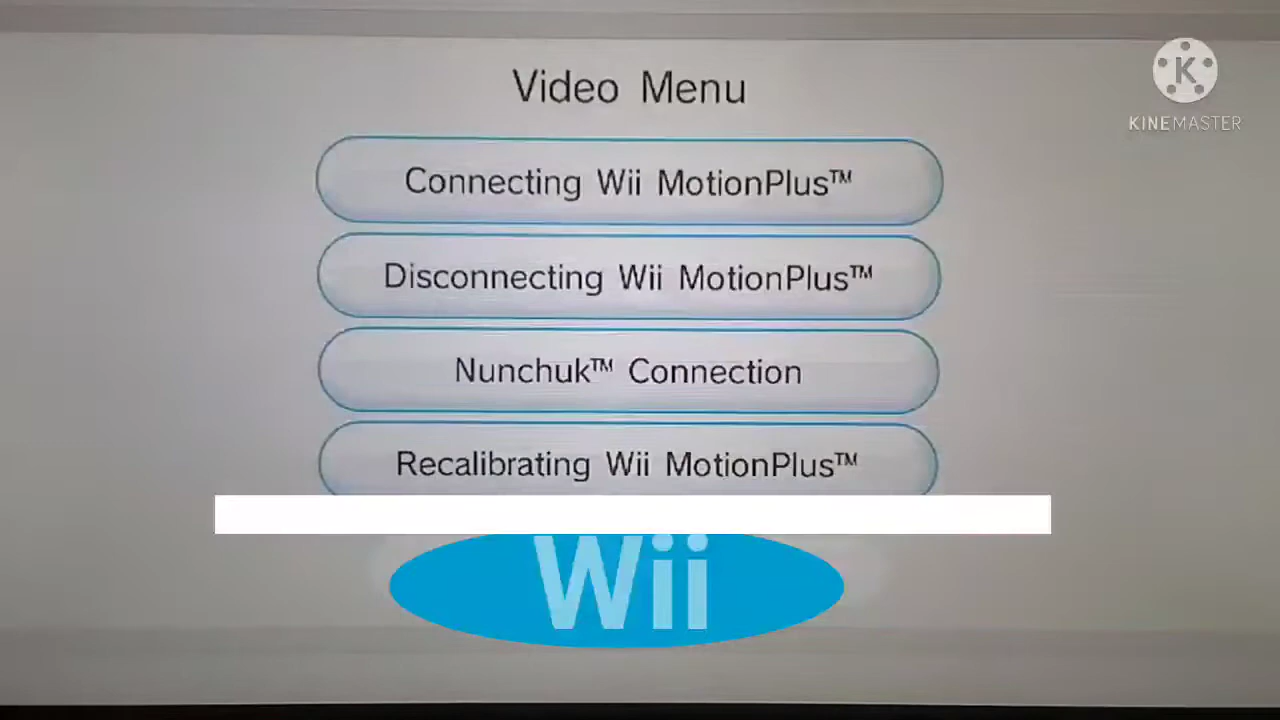 Video Menu
K
KINEMASTER
Connecting Wii MotionPlus™
Disconnecting Wii MotionPlus™
Nunchuk™ Connection
Recalibrating Wii MotionPlus™
Wii